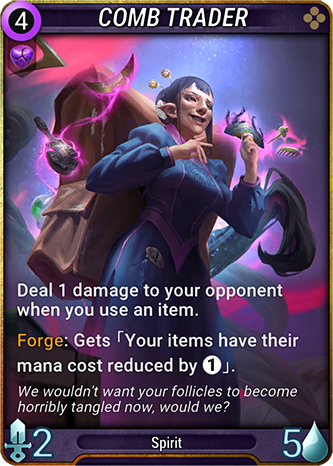 4
COMB TRADER
Deal 1 damage to your opponent
when you use an item.
Forge: Gets ｢Your items have their
mana cost reduced by ❶｣.
We wouldn't want your follicles to become
horribly tangled now, would we?
2
Spirit
5